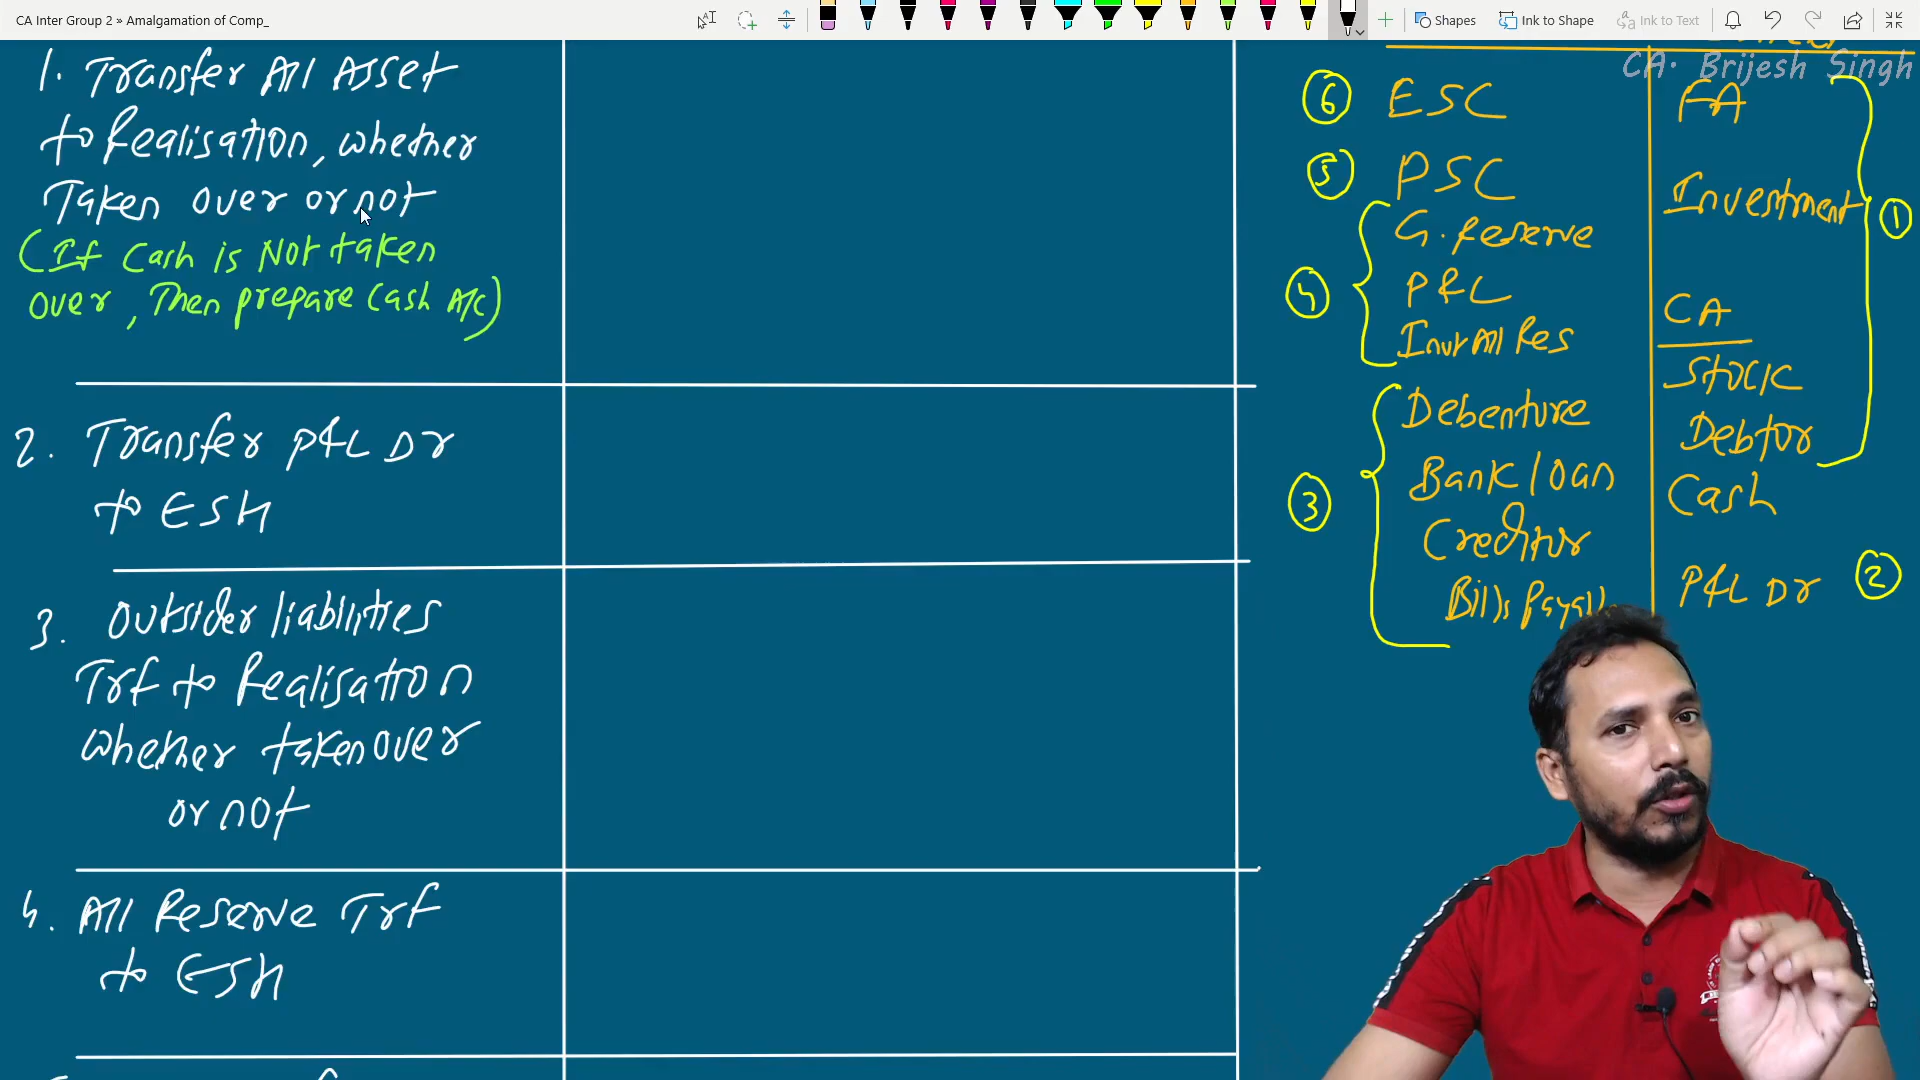 CA Inter Group 2 » Amalgamation of Comp_
Shapes
Ink to Shape
Ink to Text
CA. Brijesh Singh
1. Transfer All Asset
to Realisation, whether
Taken over or not
(If Cash is Not taken
over, Then prepare Cash A/c)
2. Transfer P&L Dr
to ESH
3. Outsider liabilities
Trf to Realisation
whether taken over
or not
4. All Reserve Trf
to ESH
6 ESC
5 PSC
4
G. Reserve
P&L
Invt All Res
3
Debenture
Bank loan
Creditor
Bills Payable
FA
Investment
1
CA
Stock
Debtor
Cash
P&L Dr 2